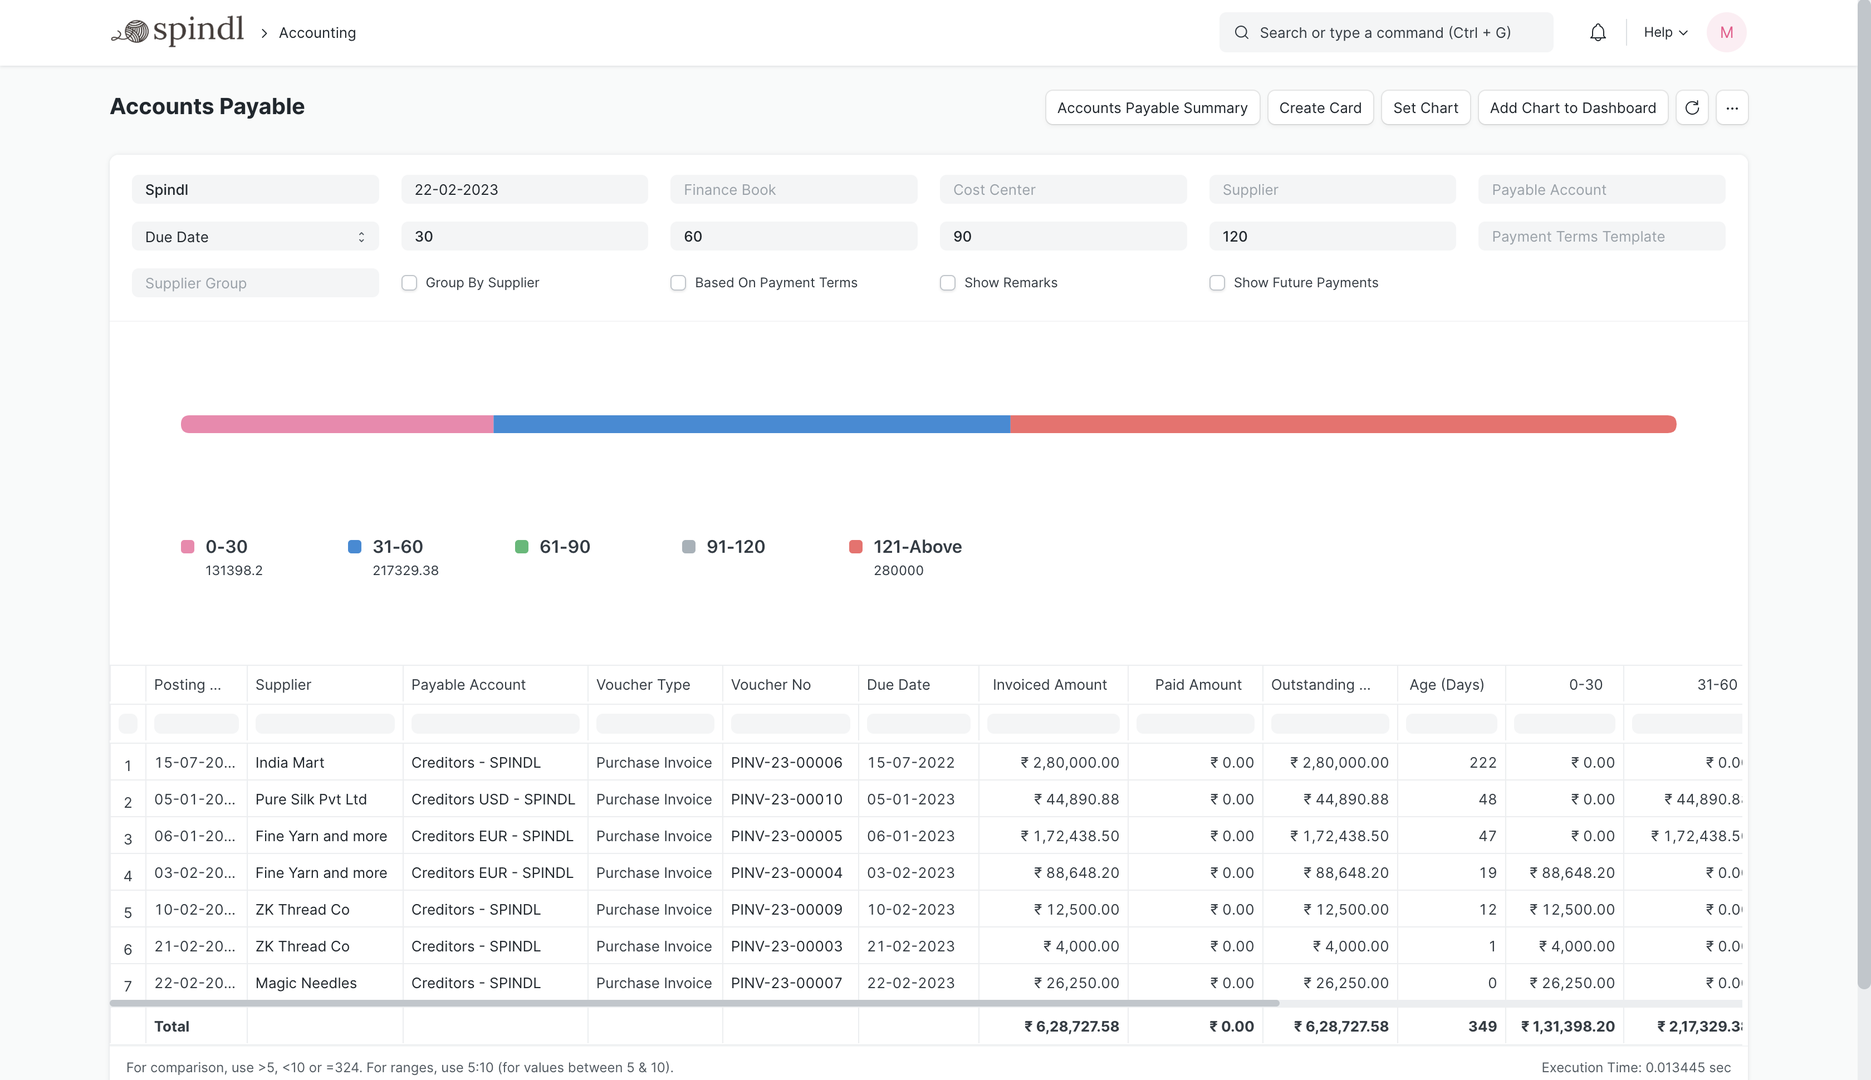 spindl > Accounting Search or type a command (Ctrl + G) Help M
Accounts Payable Accounts Payable Summary Create Card Set Chart Add Chart to Dashboard ...
Spindl 22-02-2023 Finance Book Cost Center Supplier Payable Account
Due Date 30 60 90 120 Payment Terms Template
Supplier Group Group By Supplier Based On Payment Terms Show Remarks Show Future Payments
0-30 31-60 61-90 91-120 121-Above
131398.2 217329.38 280000
Posting ... Supplier Payable Account Voucher Type Voucher No Due Date Invoiced Amount Paid Amount Outstanding ... Age (Days) 0-30 31-60
1 15-07-20... India Mart Creditors - SPINDL Purchase Invoice PINV-23-00006 15-07-2022 ₹ 2,80,000.00 ₹ 0.00 ₹ 2,80,000.00 222 ₹ 0.00 ₹ 0.0
2 05-01-20... Pure Silk Pvt Ltd Creditors USD - SPINDL Purchase Invoice PINV-23-00010 05-01-2023 ₹ 44,890.88 ₹ 0.00 ₹ 44,890.88 48 ₹ 0.00 ₹ 44,890.8
3 06-01-20... Fine Yarn and more Creditors EUR - SPINDL Purchase Invoice PINV-23-00005 06-01-2023 ₹ 1,72,438.50 ₹ 0.00 ₹ 1,72,438.50 47 ₹ 0.00 ₹ 1,72,438.5
4 03-02-20... Fine Yarn and more Creditors EUR - SPINDL Purchase Invoice PINV-23-00004 03-02-2023 ₹ 88,648.20 ₹ 0.00 ₹ 88,648.20 19 ₹ 88,648.20 ₹ 0.0
5 10-02-20... ZK Thread Co Creditors - SPINDL Purchase Invoice PINV-23-00009 10-02-2023 ₹ 12,500.00 ₹ 0.00 ₹ 12,500.00 12 ₹ 12,500.00 ₹ 0.0
6 21-02-20... ZK Thread Co Creditors - SPINDL Purchase Invoice PINV-23-00003 21-02-2023 ₹ 4,000.00 ₹ 0.00 ₹ 4,000.00 1 ₹ 4,000.00 ₹ 0.0
7 22-02-20... Magic Needles Creditors - SPINDL Purchase Invoice PINV-23-00007 22-02-2023 ₹ 26,250.00 ₹ 0.00 ₹ 26,250.00 0 ₹ 26,250.00 ₹ 0.0
Total ₹ 6,28,727.58 ₹ 0.00 ₹ 6,28,727.58 349 ₹ 1,31,398.20 ₹ 2,17,329.3
For comparison, use >5, <10 or =324. For ranges, use 5:10 (for values between 5 & 10). Execution Time: 0.013445 sec